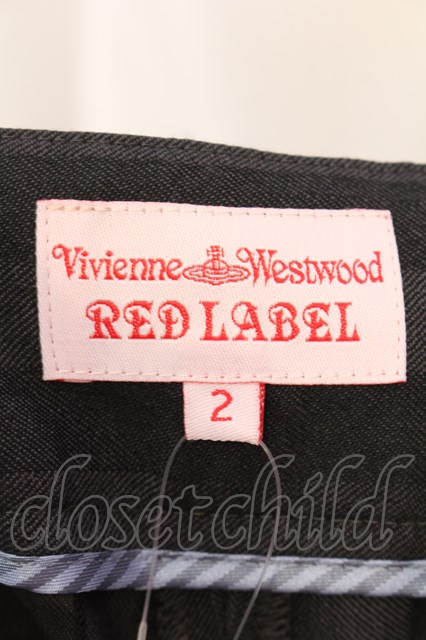 Vivienne Westwood
RED LABEL
2
closetchild